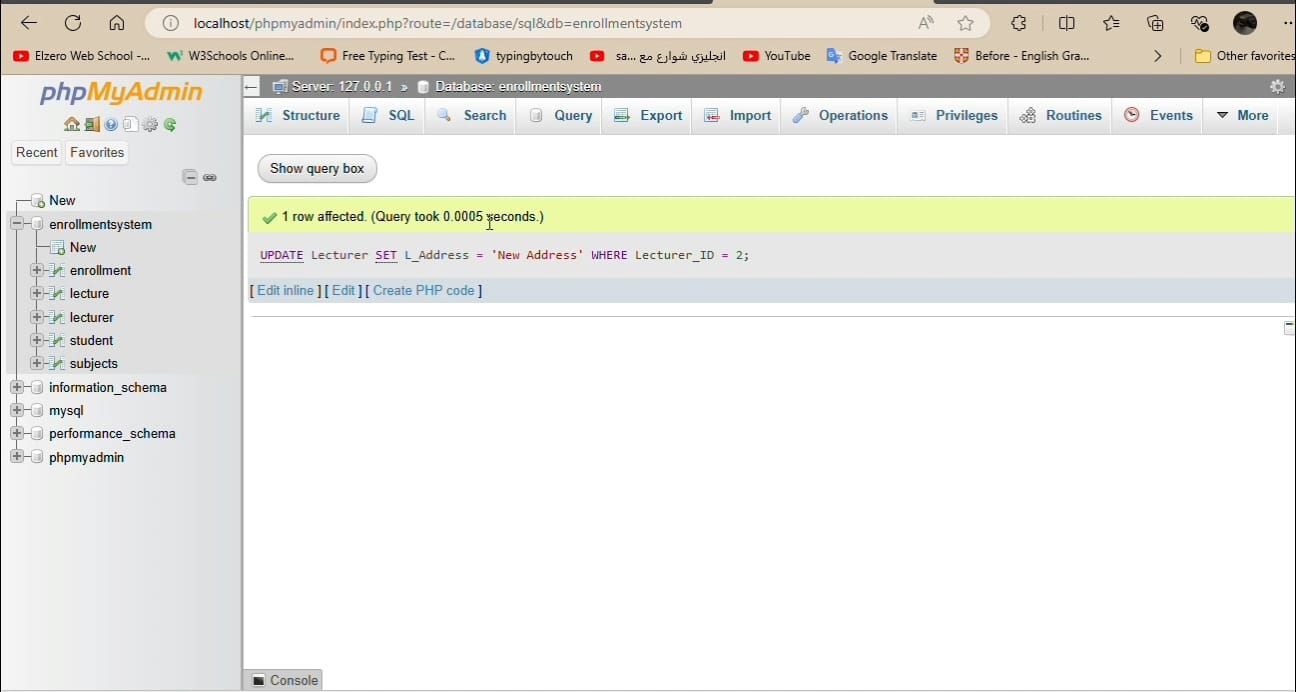 localhost/phpmyadmin/index.php?route=/database/sql&db=enrollmentsystem
Elzero Web School -... W3Schools Online... Free Typing Test - C... typingbytouch انجليزي شوارع مع ...sa YouTube Google Translate Before - English Gra... Other favorites
phpMyAdmin
Server: 127.0.0.1 » Database: enrollmentsystem
Structure SQL Search Query Export Import Operations Privileges Routines Events More
Recent Favorites
Show query box
New
enrollmentsystem
New
enrollment
lecture
lecturer
student
subjects
information_schema
mysql
performance_schema
phpmyadmin
1 row affected. (Query took 0.0005 seconds.)
UPDATE Lecturer SET L_Address = 'New Address' WHERE Lecturer_ID = 2;
[ Edit inline ] [ Edit ] [ Create PHP code ]
Console